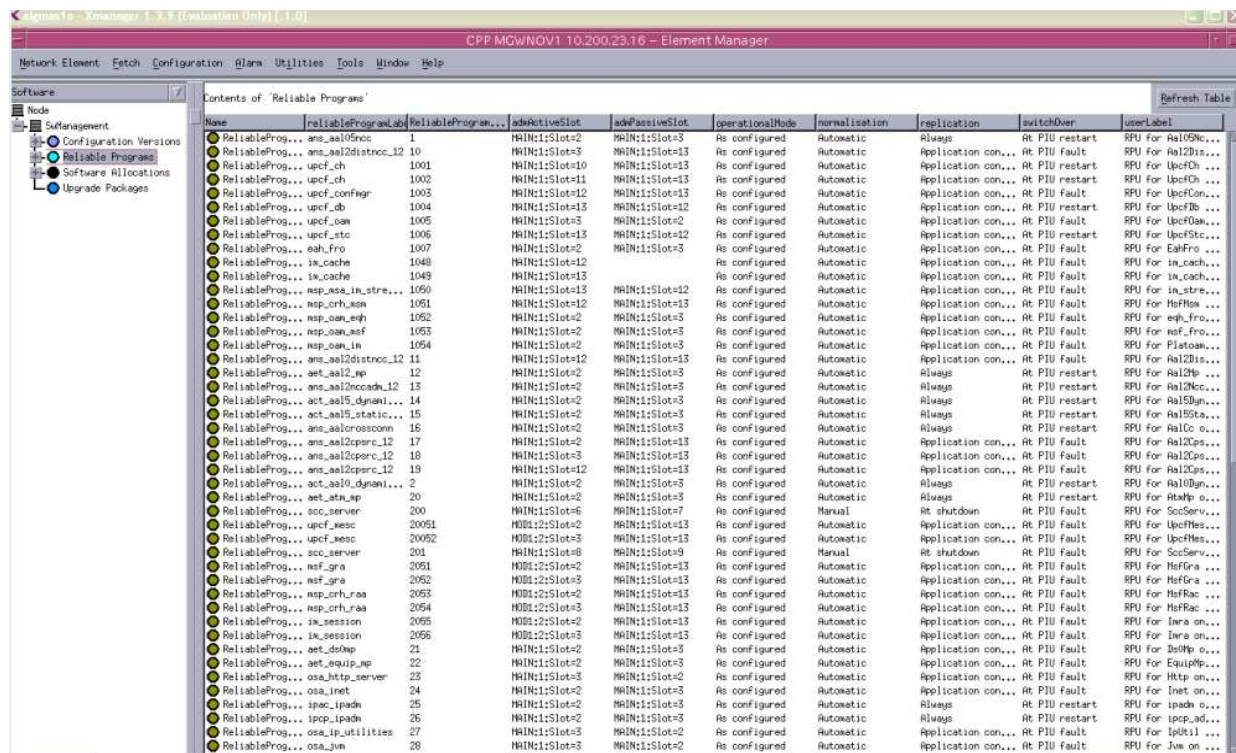 aigmas1o - Xmanager 1.3.9 [Evaluation Only] [:1.0]
CPP MGWNOV1 10.200.23.16 – Element Manager
Network Element Fetch Configuration Alarm Utilities Tools Window Help
Software
Node
SwManagement
Configuration Versions
Reliable Programs
Software Allocations
Upgrade Packages
Contents of 'Reliable Programs'
Refresh Table
Name reliableProgramLabe ReliableProgram... admActiveSlot admPassiveSlot operationalMode normalisation replication switchOver userLabel
ReliableProg... ans_aal05ncc 1 MAIN:1:Slot=2 MAIN:1:Slot=3 As configured Automatic Always At PIU restart RPU for Aal05Nc...
ReliableProg... ans_aal2distncc_12 10 MAIN:1:Slot=3 MAIN:1:Slot=13 As configured Automatic Application con... At PIU fault RPU for Aal2Dis...
ReliableProg... upcf_ch 1001 MAIN:1:Slot=10 MAIN:1:Slot=13 As configured Automatic Application con... At PIU restart RPU for UpcfCh ...
ReliableProg... upcf_ch 1002 MAIN:1:Slot=11 MAIN:1:Slot=13 As configured Automatic Application con... At PIU restart RPU for UpcfCh ...
ReliableProg... upcf_confmgr 1003 MAIN:1:Slot=12 MAIN:1:Slot=13 As configured Automatic Application con... At PIU fault RPU for UpcfCon...
ReliableProg... upcf_db 1004 MAIN:1:Slot=13 MAIN:1:Slot=12 As configured Automatic Application con... At PIU restart RPU for UpcfDb ...
ReliableProg... upcf_oam 1005 MAIN:1:Slot=3 MAIN:1:Slot=2 As configured Automatic Application con... At PIU fault RPU for UpcfOam...
ReliableProg... upcf_stc 1006 MAIN:1:Slot=13 MAIN:1:Slot=12 As configured Automatic Application con... At PIU restart RPU for UpcfStc...
ReliableProg... eah_fro 1007 MAIN:1:Slot=2 MAIN:1:Slot=3 As configured Automatic Application con... At PIU fault RPU for EahFro ...
ReliableProg... im_cache 1048 MAIN:1:Slot=12 As configured Automatic Application con... At PIU fault RPU for im_cach...
ReliableProg... im_cache 1049 MAIN:1:Slot=13 As configured Automatic Application con... At PIU fault RPU for im_cach...
ReliableProg... msp_msa_im_stre... 1050 MAIN:1:Slot=13 MAIN:1:Slot=12 As configured Automatic Application con... At PIU fault RPU for im_stre...
ReliableProg... msp_crh_msm 1051 MAIN:1:Slot=12 MAIN:1:Slot=13 As configured Automatic Application con... At PIU fault RPU for MsfMsm ...
ReliableProg... msp_oam_eqh 1052 MAIN:1:Slot=2 MAIN:1:Slot=3 As configured Automatic Application con... At PIU fault RPU for eqh_fro...
ReliableProg... msp_oam_msf 1053 MAIN:1:Slot=2 MAIN:1:Slot=3 As configured Automatic Application con... At PIU fault RPU for msf_fro...
ReliableProg... msp_oam_im 1054 MAIN:1:Slot=2 MAIN:1:Slot=3 As configured Automatic Application con... At PIU fault RPU for Platoam...
ReliableProg... ans_aal2distncc_12 11 MAIN:1:Slot=12 MAIN:1:Slot=13 As configured Automatic Application con... At PIU fault RPU for Aal2Dis...
ReliableProg... aet_aal2_mp 12 MAIN:1:Slot=2 MAIN:1:Slot=3 As configured Automatic Always At PIU restart RPU for Aal2Mp ...
ReliableProg... ans_aal2nccadm_12 13 MAIN:1:Slot=2 MAIN:1:Slot=3 As configured Automatic Always At PIU restart RPU for Aal2Ncc...
ReliableProg... act_aal5_dynami... 14 MAIN:1:Slot=2 MAIN:1:Slot=3 As configured Automatic Always At PIU restart RPU for Aal5Dyn...
ReliableProg... act_aal5_static... 15 MAIN:1:Slot=2 MAIN:1:Slot=3 As configured Automatic Always At PIU restart RPU for Aal5Sta...
ReliableProg... ans_aalcrossconn 16 MAIN:1:Slot=2 MAIN:1:Slot=3 As configured Automatic Always At PIU restart RPU for AalCc o...
ReliableProg... ans_aal2cpsrc_12 17 MAIN:1:Slot=2 MAIN:1:Slot=13 As configured Automatic Application con... At PIU fault RPU for Aal2Cps...
ReliableProg... ans_aal2cpsrc_12 18 MAIN:1:Slot=3 MAIN:1:Slot=13 As configured Automatic Application con... At PIU fault RPU for Aal2Cps...
ReliableProg... ans_aal2cpsrc_12 19 MAIN:1:Slot=12 MAIN:1:Slot=13 As configured Automatic Application con... At PIU fault RPU for Aal2Cps...
ReliableProg... act_aal0_dynami... 2 MAIN:1:Slot=2 MAIN:1:Slot=3 As configured Automatic Always At PIU restart RPU for Aal0Dyn...
ReliableProg... aet_atm_mp 20 MAIN:1:Slot=2 MAIN:1:Slot=3 As configured Automatic Always At PIU restart RPU for AtmMp o...
ReliableProg... scc_server 200 MAIN:1:Slot=6 MAIN:1:Slot=7 As configured Manual At shutdown At PIU fault RPU for SccServ...
ReliableProg... upcf_mesc 20051 MOD1:2:Slot=2 MAIN:1:Slot=13 As configured Automatic Application con... At PIU fault RPU for UpcfMes...
ReliableProg... upcf_mesc 20052 MOD1:2:Slot=3 MAIN:1:Slot=13 As configured Automatic Application con... At PIU fault RPU for UpcfMes...
ReliableProg... scc_server 201 MAIN:1:Slot=8 MAIN:1:Slot=9 As configured Manual At shutdown At PIU fault RPU for SccServ...
ReliableProg... msf_gra 2051 MOD1:2:Slot=2 MAIN:1:Slot=13 As configured Automatic Application con... At PIU fault RPU for MsfGra ...
ReliableProg... msf_gra 2052 MOD1:2:Slot=3 MAIN:1:Slot=13 As configured Automatic Application con... At PIU fault RPU for MsfGra ...
ReliableProg... msp_crh_raa 2053 MOD1:2:Slot=2 MAIN:1:Slot=13 As configured Automatic Application con... At PIU fault RPU for MsfRac ...
ReliableProg... msp_crh_raa 2054 MOD1:2:Slot=3 MAIN:1:Slot=13 As configured Automatic Application con... At PIU fault RPU for MsfRac ...
ReliableProg... im_session 2055 MOD1:2:Slot=2 MAIN:1:Slot=13 As configured Automatic Application con... At PIU fault RPU for Imra on...
ReliableProg... im_session 2056 MOD1:2:Slot=3 MAIN:1:Slot=13 As configured Automatic Application con... At PIU fault RPU for Imra on...
ReliableProg... aet_ds0mp 21 MAIN:1:Slot=2 MAIN:1:Slot=3 As configured Automatic Application con... At PIU fault RPU for Ds0Mp o...
ReliableProg... aet_equip_mp 22 MAIN:1:Slot=2 MAIN:1:Slot=3 As configured Automatic Application con... At PIU fault RPU for EquipMp...
ReliableProg... osa_http_server 23 MAIN:1:Slot=3 MAIN:1:Slot=2 As configured Automatic Application con... At PIU fault RPU for Http on...
ReliableProg... osa_inet 24 MAIN:1:Slot=2 MAIN:1:Slot=3 As configured Automatic Application con... At PIU fault RPU for Inet on...
ReliableProg... ipac_ipadm 25 MAIN:1:Slot=2 MAIN:1:Slot=3 As configured Automatic Always At PIU restart RPU for ipadm o...
ReliableProg... ipcp_ipadm 26 MAIN:1:Slot=2 MAIN:1:Slot=3 As configured Automatic Always At PIU restart RPU for ipcp_ad...
ReliableProg... osa_ip_utilities 27 MAIN:1:Slot=3 MAIN:1:Slot=2 As configured Automatic Application con... At PIU fault RPU for IpUtil ...
ReliableProg... osa_jvm 28 MAIN:1:Slot=3 MAIN:1:Slot=2 As configured Automatic Application con... At PIU fault RPU for Jvm on ...